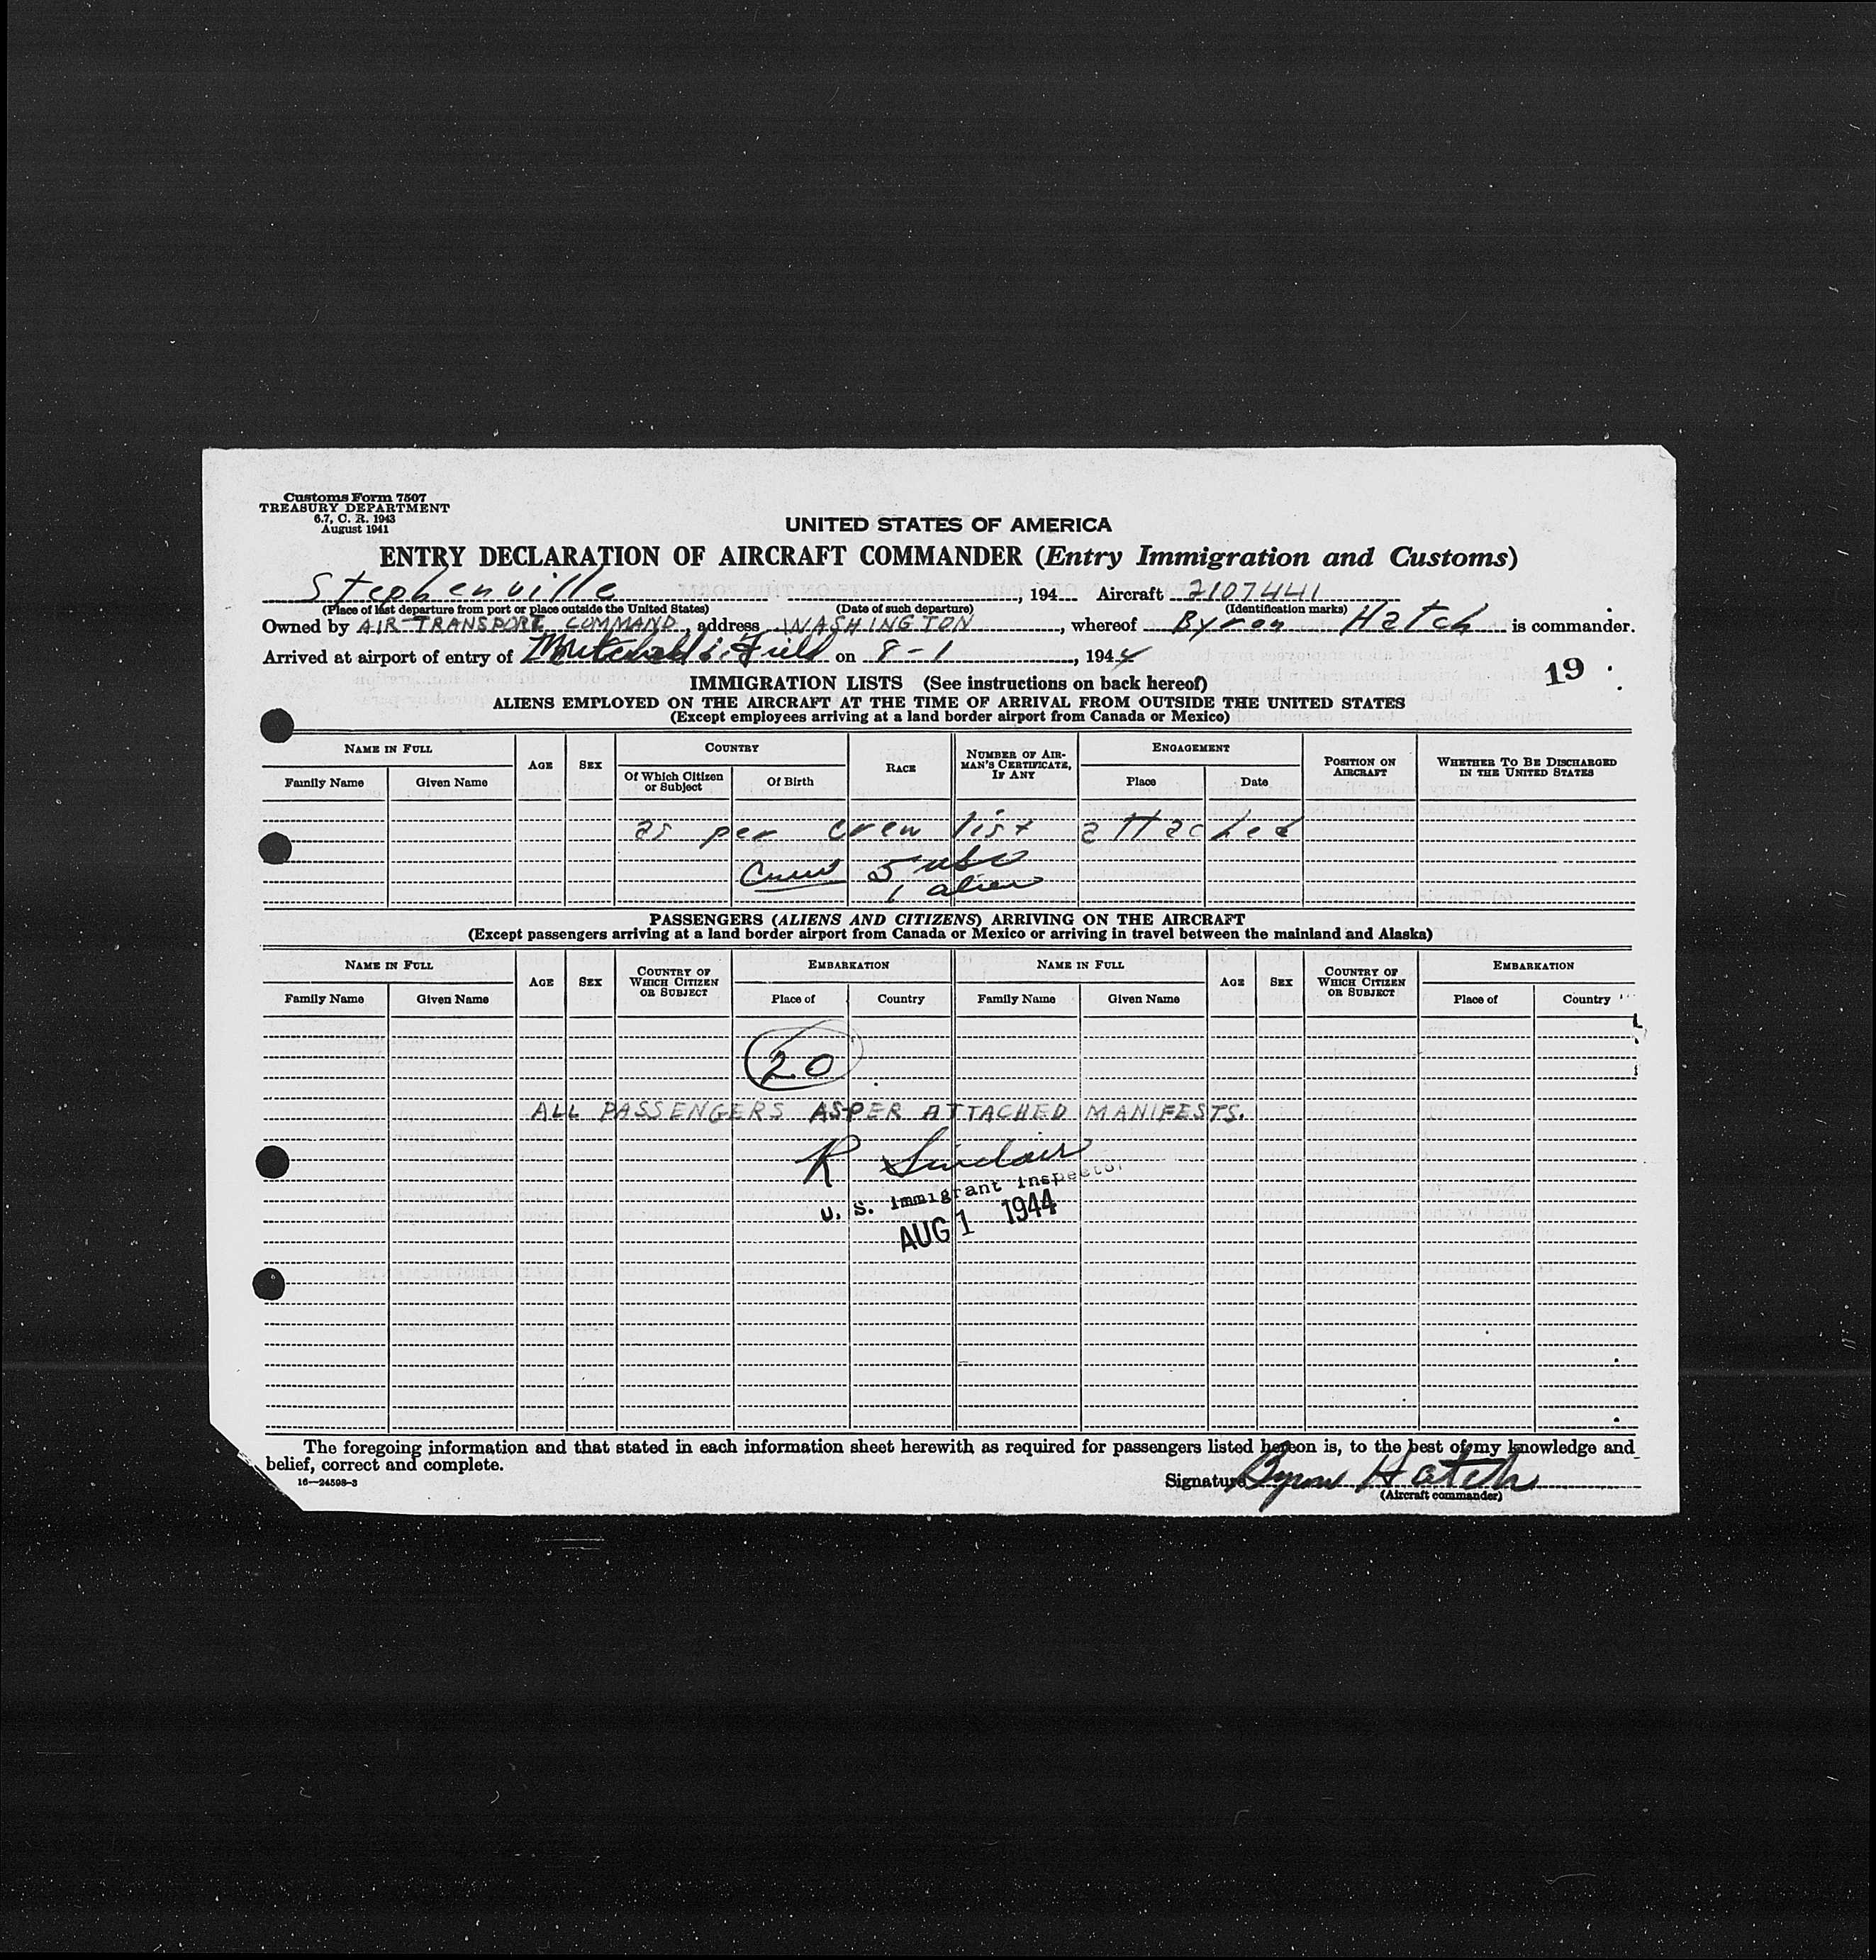 Customs Form 7507
TREASURY DEPARTMENT
6.7, C. R. 1943
August 1941
UNITED STATES OF AMERICA
ENTRY DECLARATION OF AIRCRAFT COMMANDER (Entry Immigration and Customs)
Stephenville , 194 Aircraft 2107441
(Place of last departure from port or place outside the United States) (Date of such departure) (Identification marks)
Owned by AIR TRANSPORT COMMAND, address WASHINGTON, whereof Byron Hatch is commander.
Arrived at airport of entry of Field on 8-1, 1944
19
IMMIGRATION LISTS (See instructions on back hereof)
ALIENS EMPLOYED ON THE AIRCRAFT AT THE TIME OF ARRIVAL FROM OUTSIDE THE UNITED STATES
(Except employees arriving at a land border airport from Canada or Mexico)
NAME IN FULL AGE SEX COUNTRY RACE NUMBER OF AIRMAN'S CERTIFICATE, IF ANY ENGAGEMENT POSITION ON AIRCRAFT WHETHER TO BE DISCHARGED IN THE UNITED STATES
Family Name Given Name Of Which Citizen or Subject Of Birth Place Date
as per crew list attached
Crew 5 usc
1 alien
PASSENGERS (ALIENS AND CITIZENS) ARRIVING ON THE AIRCRAFT
(Except passengers arriving at a land border airport from Canada or Mexico or arriving in travel between the mainland and Alaska)
NAME IN FULL AGE SEX COUNTRY OF WHICH CITIZEN OR SUBJECT EMBARKATION NAME IN FULL AGE SEX COUNTRY OF WHICH CITIZEN OR SUBJECT EMBARKATION
Family Name Given Name Place of Country Family Name Given Name Place of Country
20
ALL PASSENGERS AS PER ATTACHED MANIFESTS.
R Sinclair
U. S. Immigrant Inspector
AUG 1 1944
The foregoing information and that stated in each information sheet herewith as required for passengers listed hereon is, to the best of my knowledge and
belief, correct and complete.
16—24598-3
Signature Byron Hatch
(Aircraft commander)